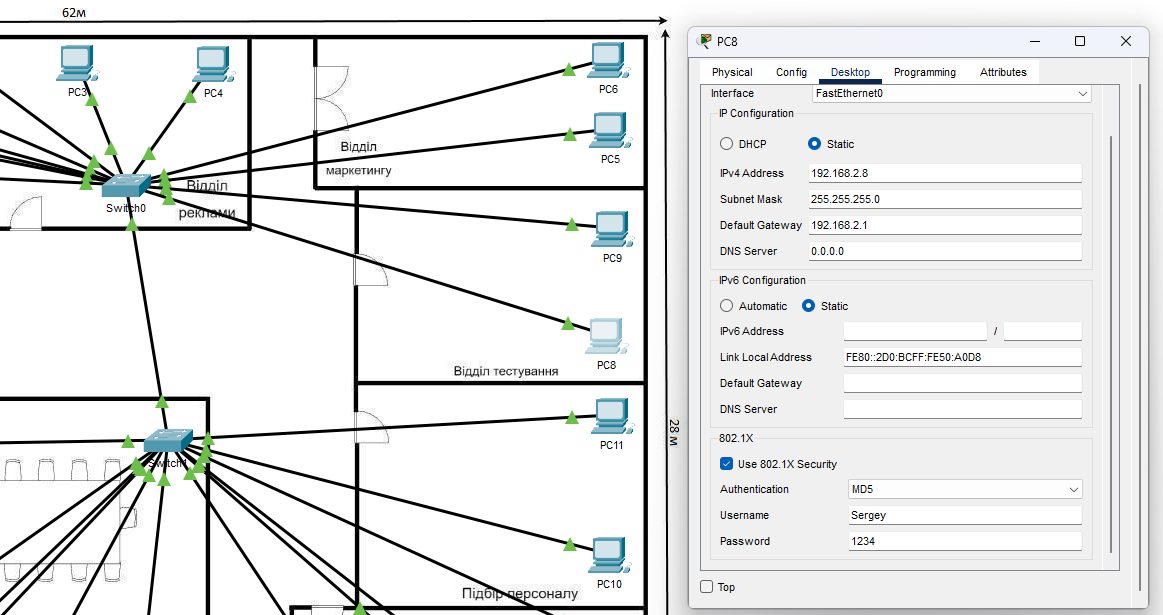 62м
PC3
PC4
PC6
PC5
Відділ
маркетингу
Відділ
реклами
Switch0
PC9
PC8
Відділ тестування
28 м
PC11
Switch1
PC10
Підбір персоналу
PC8
Physical Config Desktop Programming Attributes
Interface FastEthernet0
IP Configuration
DHCP Static
IPv4 Address 192.168.2.8
Subnet Mask 255.255.255.0
Default Gateway 192.168.2.1
DNS Server 0.0.0.0
IPv6 Configuration
Automatic Static
IPv6 Address /
Link Local Address FE80::2D0:BCFF:FE50:A0D8
Default Gateway
DNS Server
802.1X
Use 802.1X Security
Authentication MD5
Username Sergey
Password 1234
Top